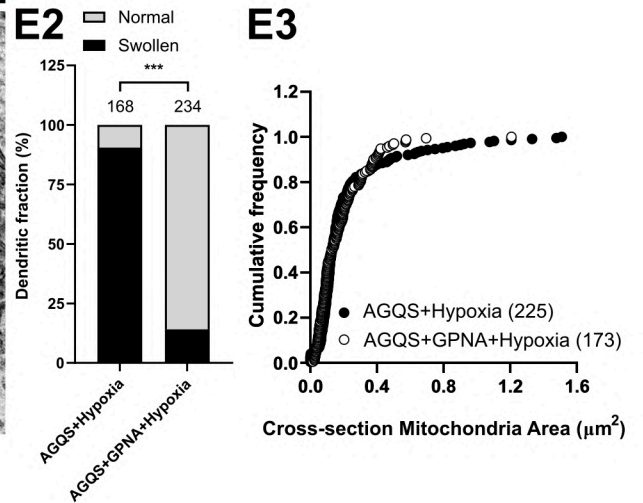 E2
Normal
Swollen
***
168 234
Dendritic fraction (%)
125
100
75
50
25
0
AGQS+Hypoxia
AGQS+GPNA+Hypoxia
E3
Cumulative frequency
1.2
1.0
0.8
0.6
0.4
0.2
0.0
AGQS+Hypoxia (225)
AGQS+GPNA+Hypoxia (173)
0.0 0.4 0.8 1.2 1.6
Cross-section Mitochondria Area (μm²)